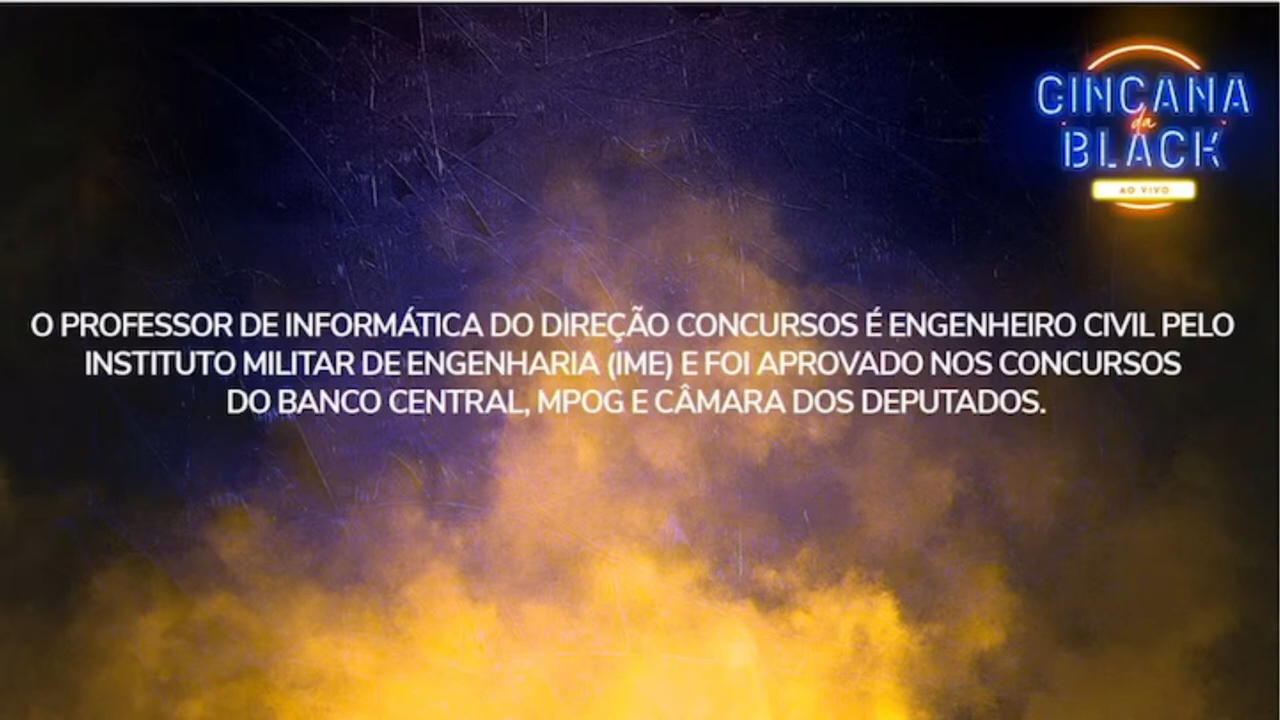 GINCANA
da
BLACK
AO VIVO
O PROFESSOR DE INFORMÁTICA DO DIREÇÃO CONCURSOS É ENGENHEIRO CIVIL PELO
INSTITUTO MILITAR DE ENGENHARIA (IME) E FOI APROVADO NOS CONCURSOS
DO BANCO CENTRAL, MPOG E CÂMARA DOS DEPUTADOS.